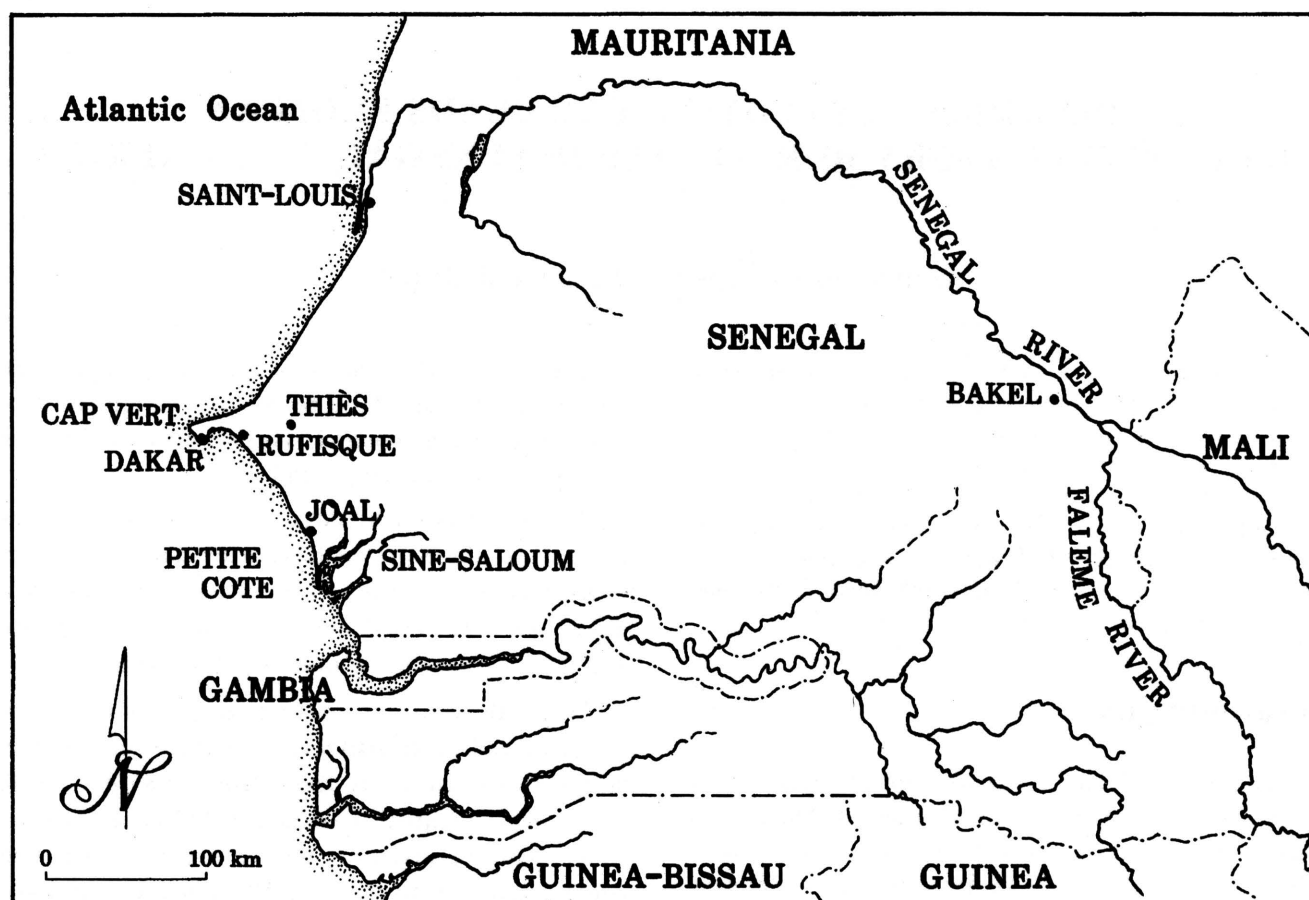 MAURITANIA
Atlantic Ocean
SAINT-LOUIS
SENEGAL
RIVER
SENEGAL
BAKEL
CAP VERT
THIÈS
RUFISQUE
DAKAR
MALI
JOAL
FALEME
RIVER
PETITE
COTE
SINE-SALOUM
GAMBIA
N
0 100 km
GUINEA-BISSAU
GUINEA